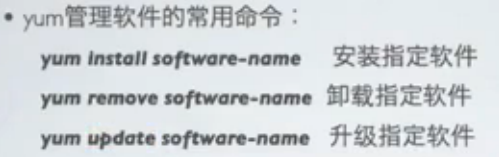 • yum管理软件的常用命令：
yum install software-name 安装指定软件
yum remove software-name 卸载指定软件
yum update software-name 升级指定软件